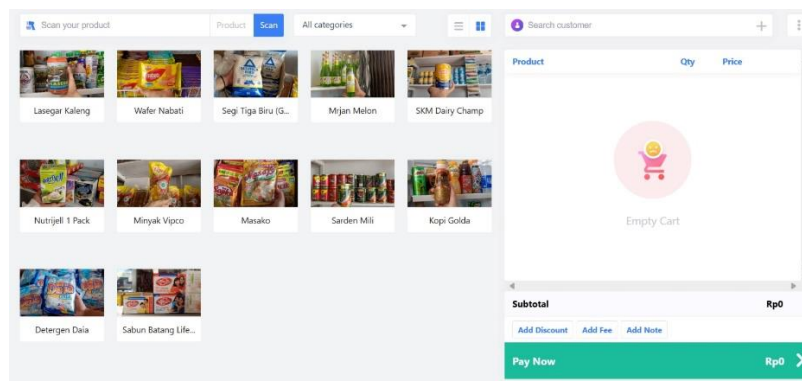 Scan your product
Product Scan
All categories
Lasegar Kaleng
Wafer Nabati
Segi Tiga Biru (G...
Mrjan Melon
SKM Dairy Champ
Nutrijell 1 Pack
Minyak Vipco
Masako
Sarden Mili
Kopi Golda
Detergen Daia
Sabun Batang Life...
Search customer
Product Qty Price
Empty Cart
Subtotal Rp0
Add Discount Add Fee Add Note
Pay Now Rp0